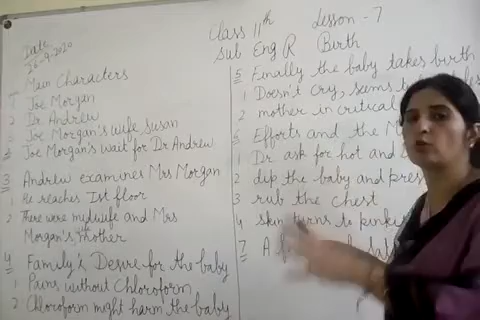 Class 11th Lesson - 7
Date
26-9-2020
Sub Eng R Birth
Main Characters
1 Joe Morgan
2 Dr Andrew
3 Joe Morgan's wife Susan
2 Joe Morgan's wait for Dr Andrew
3 Andrew examines Mrs Morgan
1 He reaches Ist floor
2 There were mydwife and Mrs
Morgan's mother
4 Family's Desire for the baby
1 Pains without Chloroform
2 Chloroform might harm the baby
5 Finally the baby takes birth
1 Doesn't cry, seems to
2 mother in critical
6 Efforts and the
1 Dr ask for hot and
2 dip the baby and
3 rub the chest
4 skin turns to
7 A